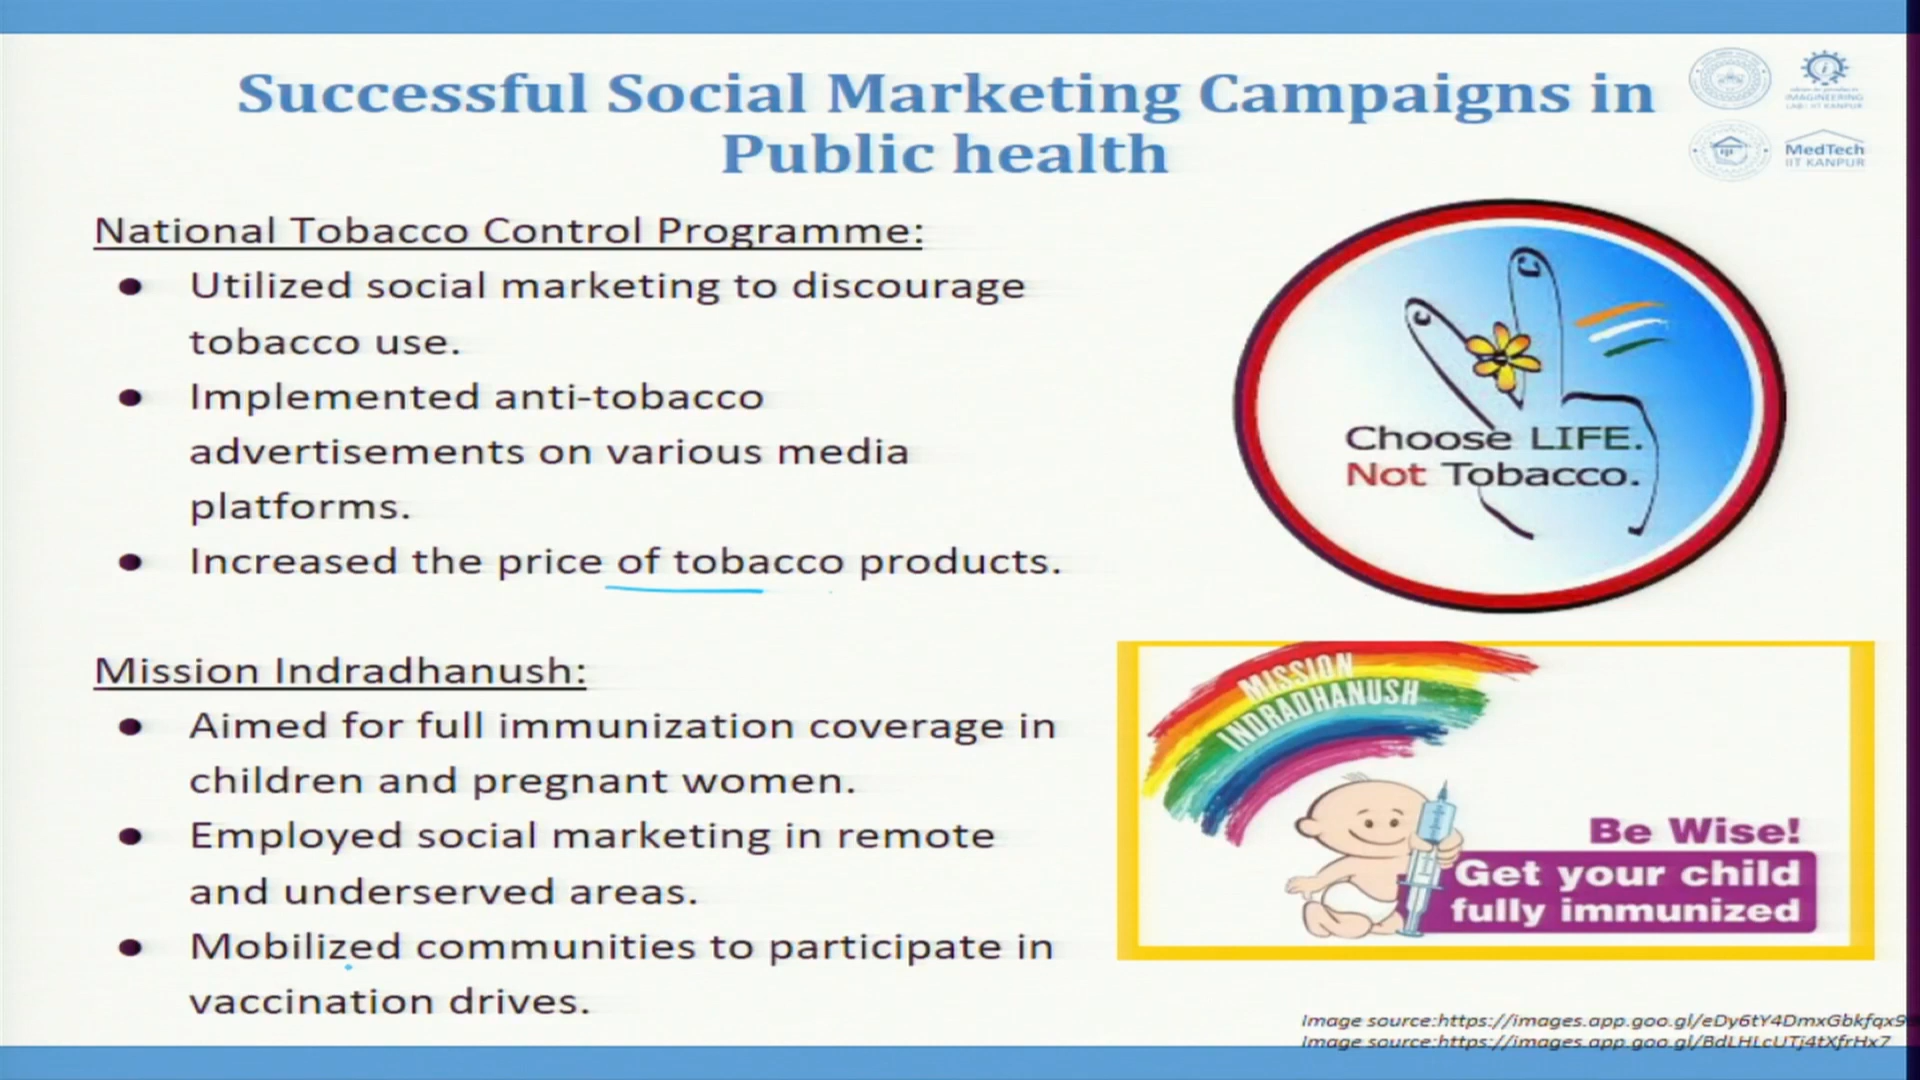 Successful Social Marketing Campaigns in
Public health
IMAGINEERING
LAB IIT KANPUR
MedTech
IIT KANPUR
National Tobacco Control Programme:
● Utilized social marketing to discourage
tobacco use.
● Implemented anti-tobacco
advertisements on various media
platforms.
● Increased the price of tobacco products.
Choose LIFE.
Not Tobacco.
Mission Indradhanush:
● Aimed for full immunization coverage in
children and pregnant women.
● Employed social marketing in remote
and underserved areas.
● Mobilized communities to participate in
vaccination drives.
MISSION
INDRADHANUSH
Be Wise!
Get your child
fully immunized
Image source:https://images.app.goo.gl/eDy6tY4DmxGbkfqx9
Image source:https://images.app.goo.gl/BdLHLcUTj4tXfrHx7